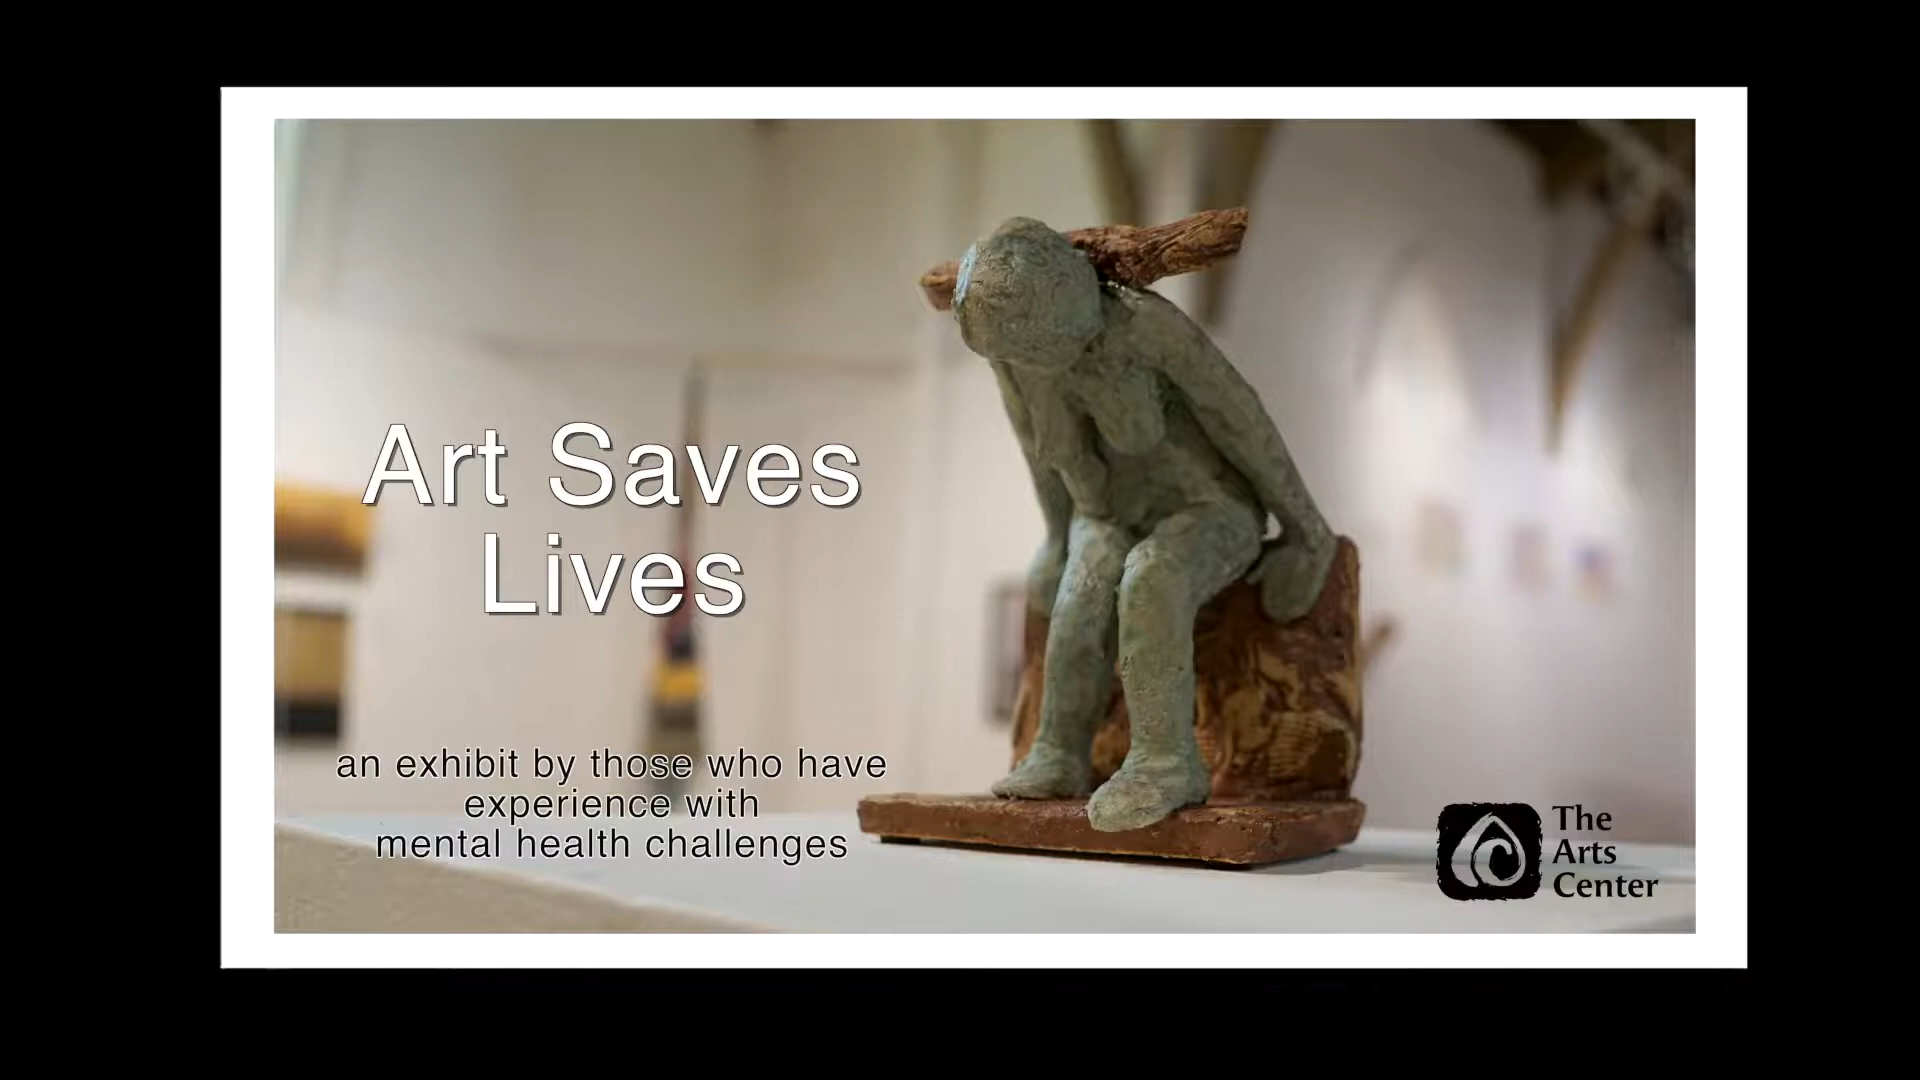 Art Saves
Lives
an exhibit by those who have
experience with
mental health challenges
The
Arts
Center